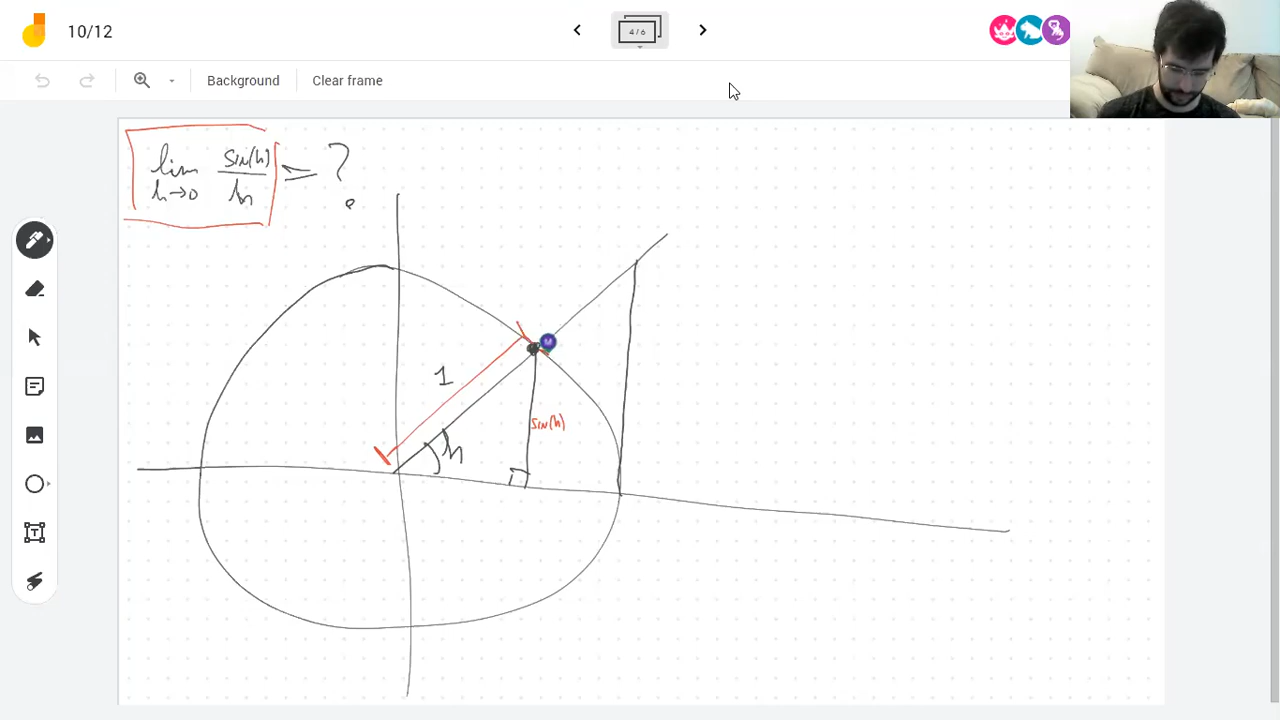 10/12
4 / 6
Background
Clear frame
lim h→0 sin(h)/h = ?
1
M
sin(h)
h